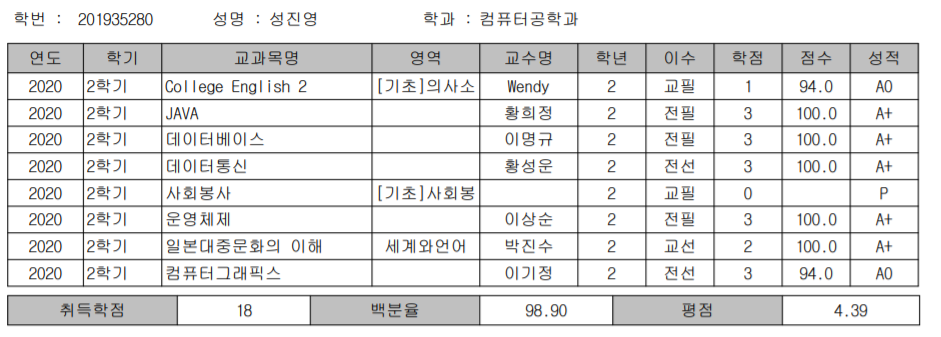 학번 : 201935280 성명 : 성진영 학과 : 컴퓨터공학과
연도 학기 교과목명 영역 교수명 학년 이수 학점 점수 성적
2020 2학기 College English 2 [기초]의사소 Wendy 2 교필 1 94.0 A0
2020 2학기 JAVA 황희정 2 전필 3 100.0 A+
2020 2학기 데이터베이스 이명규 2 전필 3 100.0 A+
2020 2학기 데이터통신 황성운 2 전선 3 100.0 A+
2020 2학기 사회봉사 [기초]사회봉 2 교필 0 P
2020 2학기 운영체제 이상순 2 전필 3 100.0 A+
2020 2학기 일본대중문화의 이해 세계와언어 박진수 2 교선 2 100.0 A+
2020 2학기 컴퓨터그래픽스 이기정 2 전선 3 94.0 A0
취득학점 18 백분율 98.90 평점 4.39